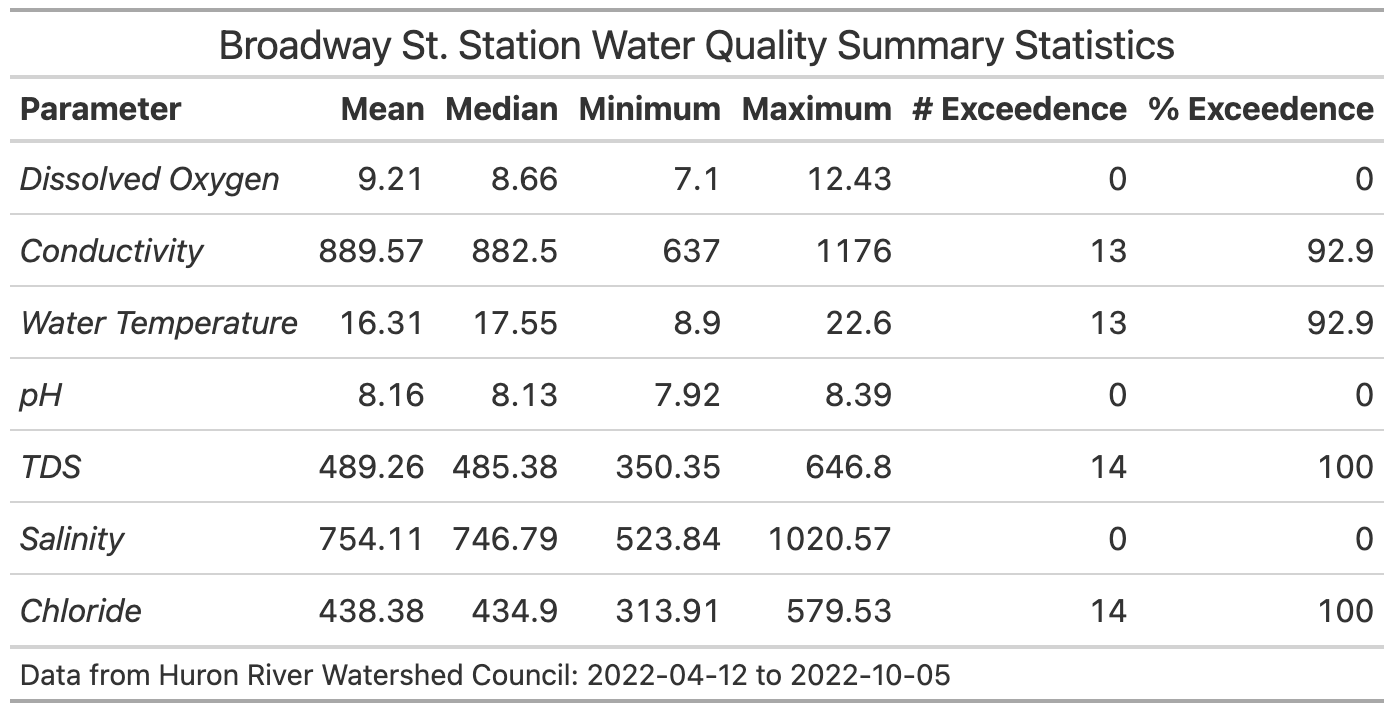 Broadway St. Station Water Quality Summary Statistics
Parameter Mean Median Minimum Maximum # Exceedence % Exceedence
Dissolved Oxygen 9.21 8.66 7.1 12.43 0 0
Conductivity 889.57 882.5 637 1176 13 92.9
Water Temperature 16.31 17.55 8.9 22.6 13 92.9
pH 8.16 8.13 7.92 8.39 0 0
TDS 489.26 485.38 350.35 646.8 14 100
Salinity 754.11 746.79 523.84 1020.57 0 0
Chloride 438.38 434.9 313.91 579.53 14 100
Data from Huron River Watershed Council: 2022-04-12 to 2022-10-05